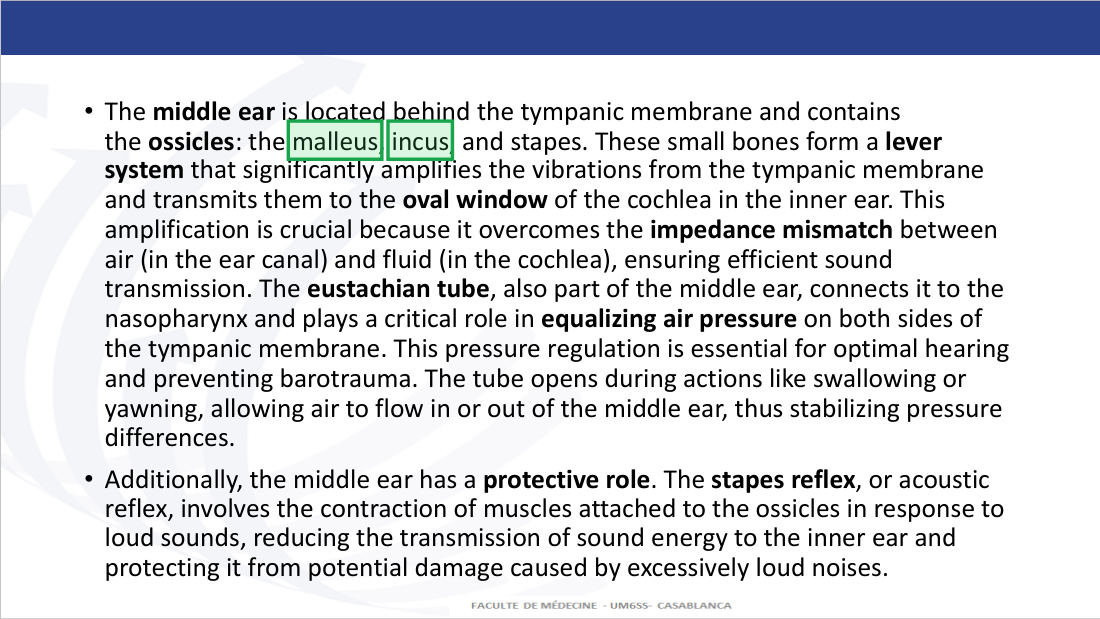 • The middle ear is located behind the tympanic membrane and contains
the ossicles: the malleus, incus, and stapes. These small bones form a lever
system that significantly amplifies the vibrations from the tympanic membrane
and transmits them to the oval window of the cochlea in the inner ear. This
amplification is crucial because it overcomes the impedance mismatch between
air (in the ear canal) and fluid (in the cochlea), ensuring efficient sound
transmission. The eustachian tube, also part of the middle ear, connects it to the
nasopharynx and plays a critical role in equalizing air pressure on both sides of
the tympanic membrane. This pressure regulation is essential for optimal hearing
and preventing barotrauma. The tube opens during actions like swallowing or
yawning, allowing air to flow in or out of the middle ear, thus stabilizing pressure
differences.
• Additionally, the middle ear has a protective role. The stapes reflex, or acoustic
reflex, involves the contraction of muscles attached to the ossicles in response to
loud sounds, reducing the transmission of sound energy to the inner ear and
protecting it from potential damage caused by excessively loud noises.
FACULTE DE MÉDECINE - UM6SS- CASABLANCA